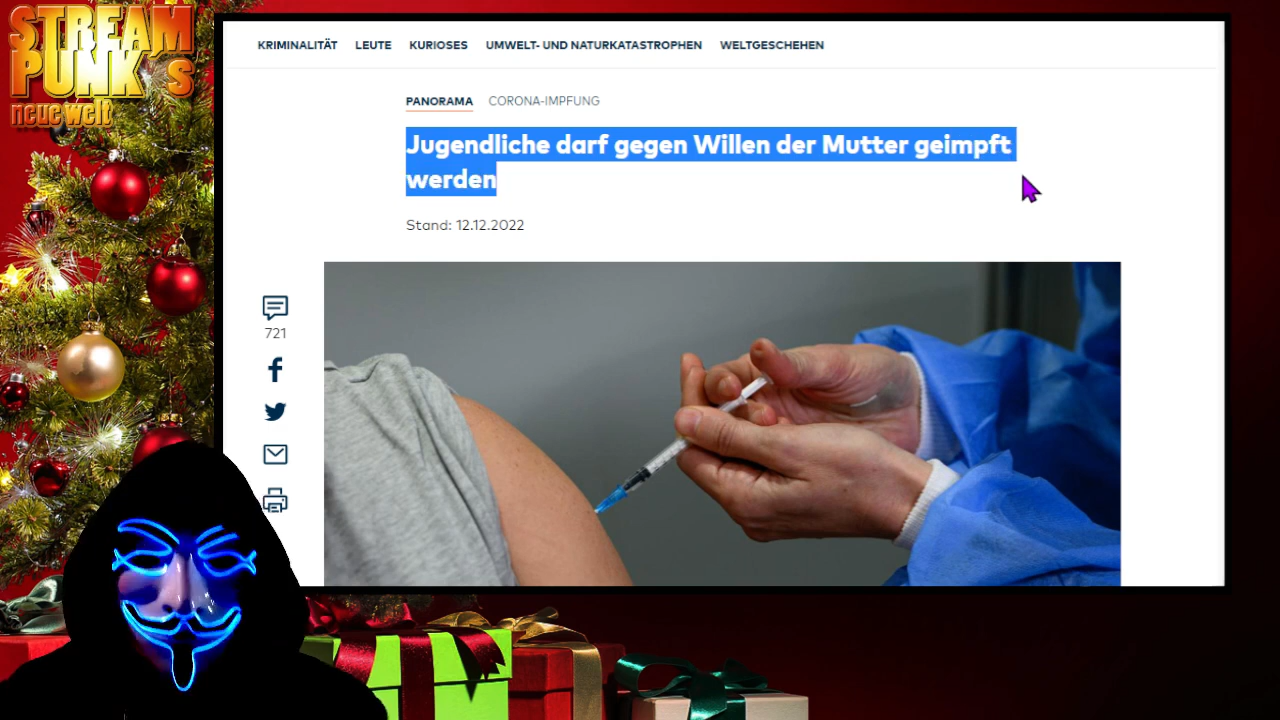 STREAM
PUNK'S
neue welt
KRIMINALITÄT LEUTE KURIOSES UMWELT- UND NATURKATASTROPHEN WELTGESCHEHEN
PANORAMA CORONA-IMPFUNG
Jugendliche darf gegen Willen der Mutter geimpft
werden
Stand: 12.12.2022
721